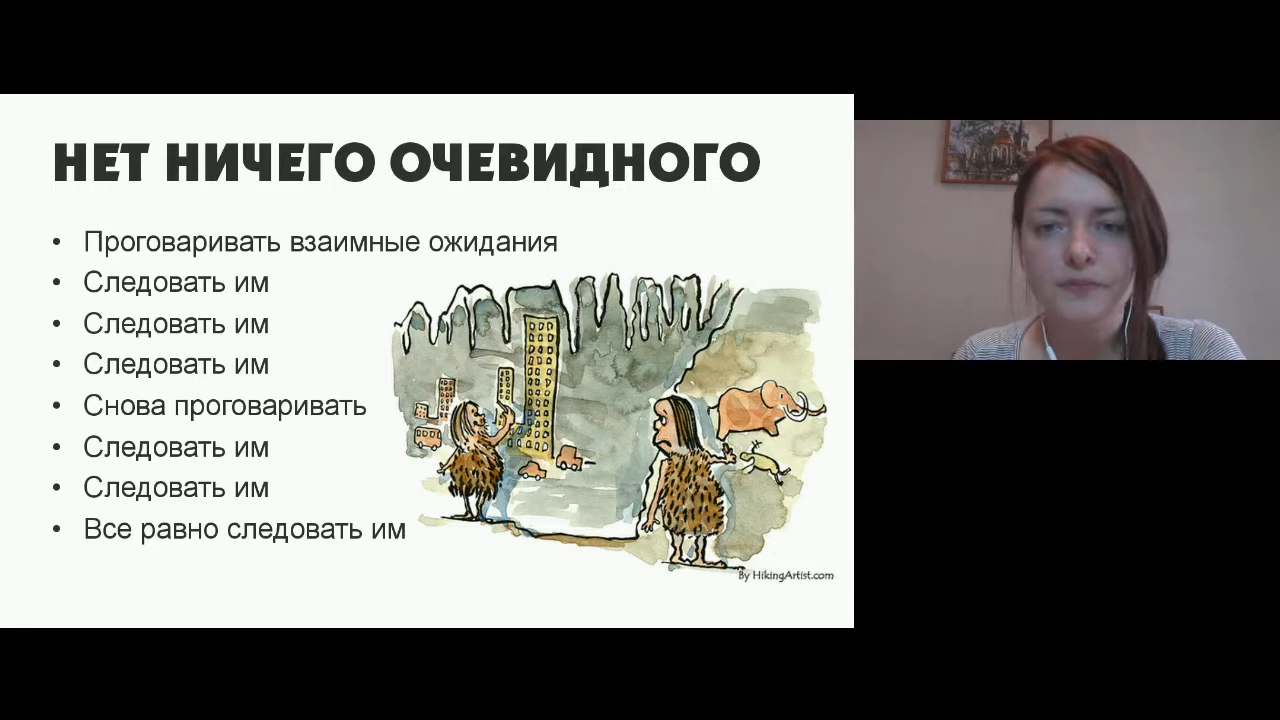 НЕТ НИЧЕГО ОЧЕВИДНОГО
• Проговаривать взаимные ожидания
• Следовать им
• Следовать им
• Следовать им
• Снова проговаривать
• Следовать им
• Следовать им
• Все равно следовать им
By HikingArtist.com